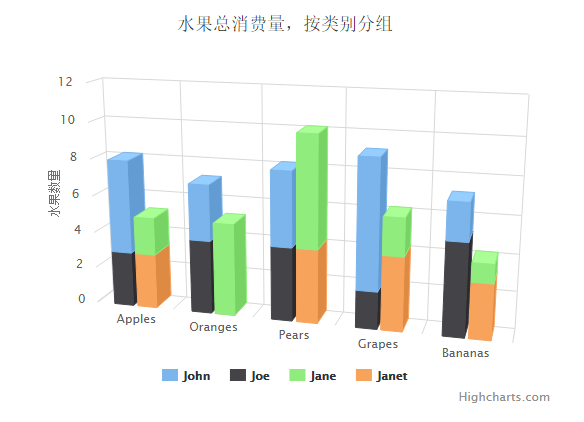 水果总消费量，按类别分组
12
10
8
6
4
2
0
水果数量
Apples
Oranges
Pears
Grapes
Bananas
John Joe Jane Janet
Highcharts.com